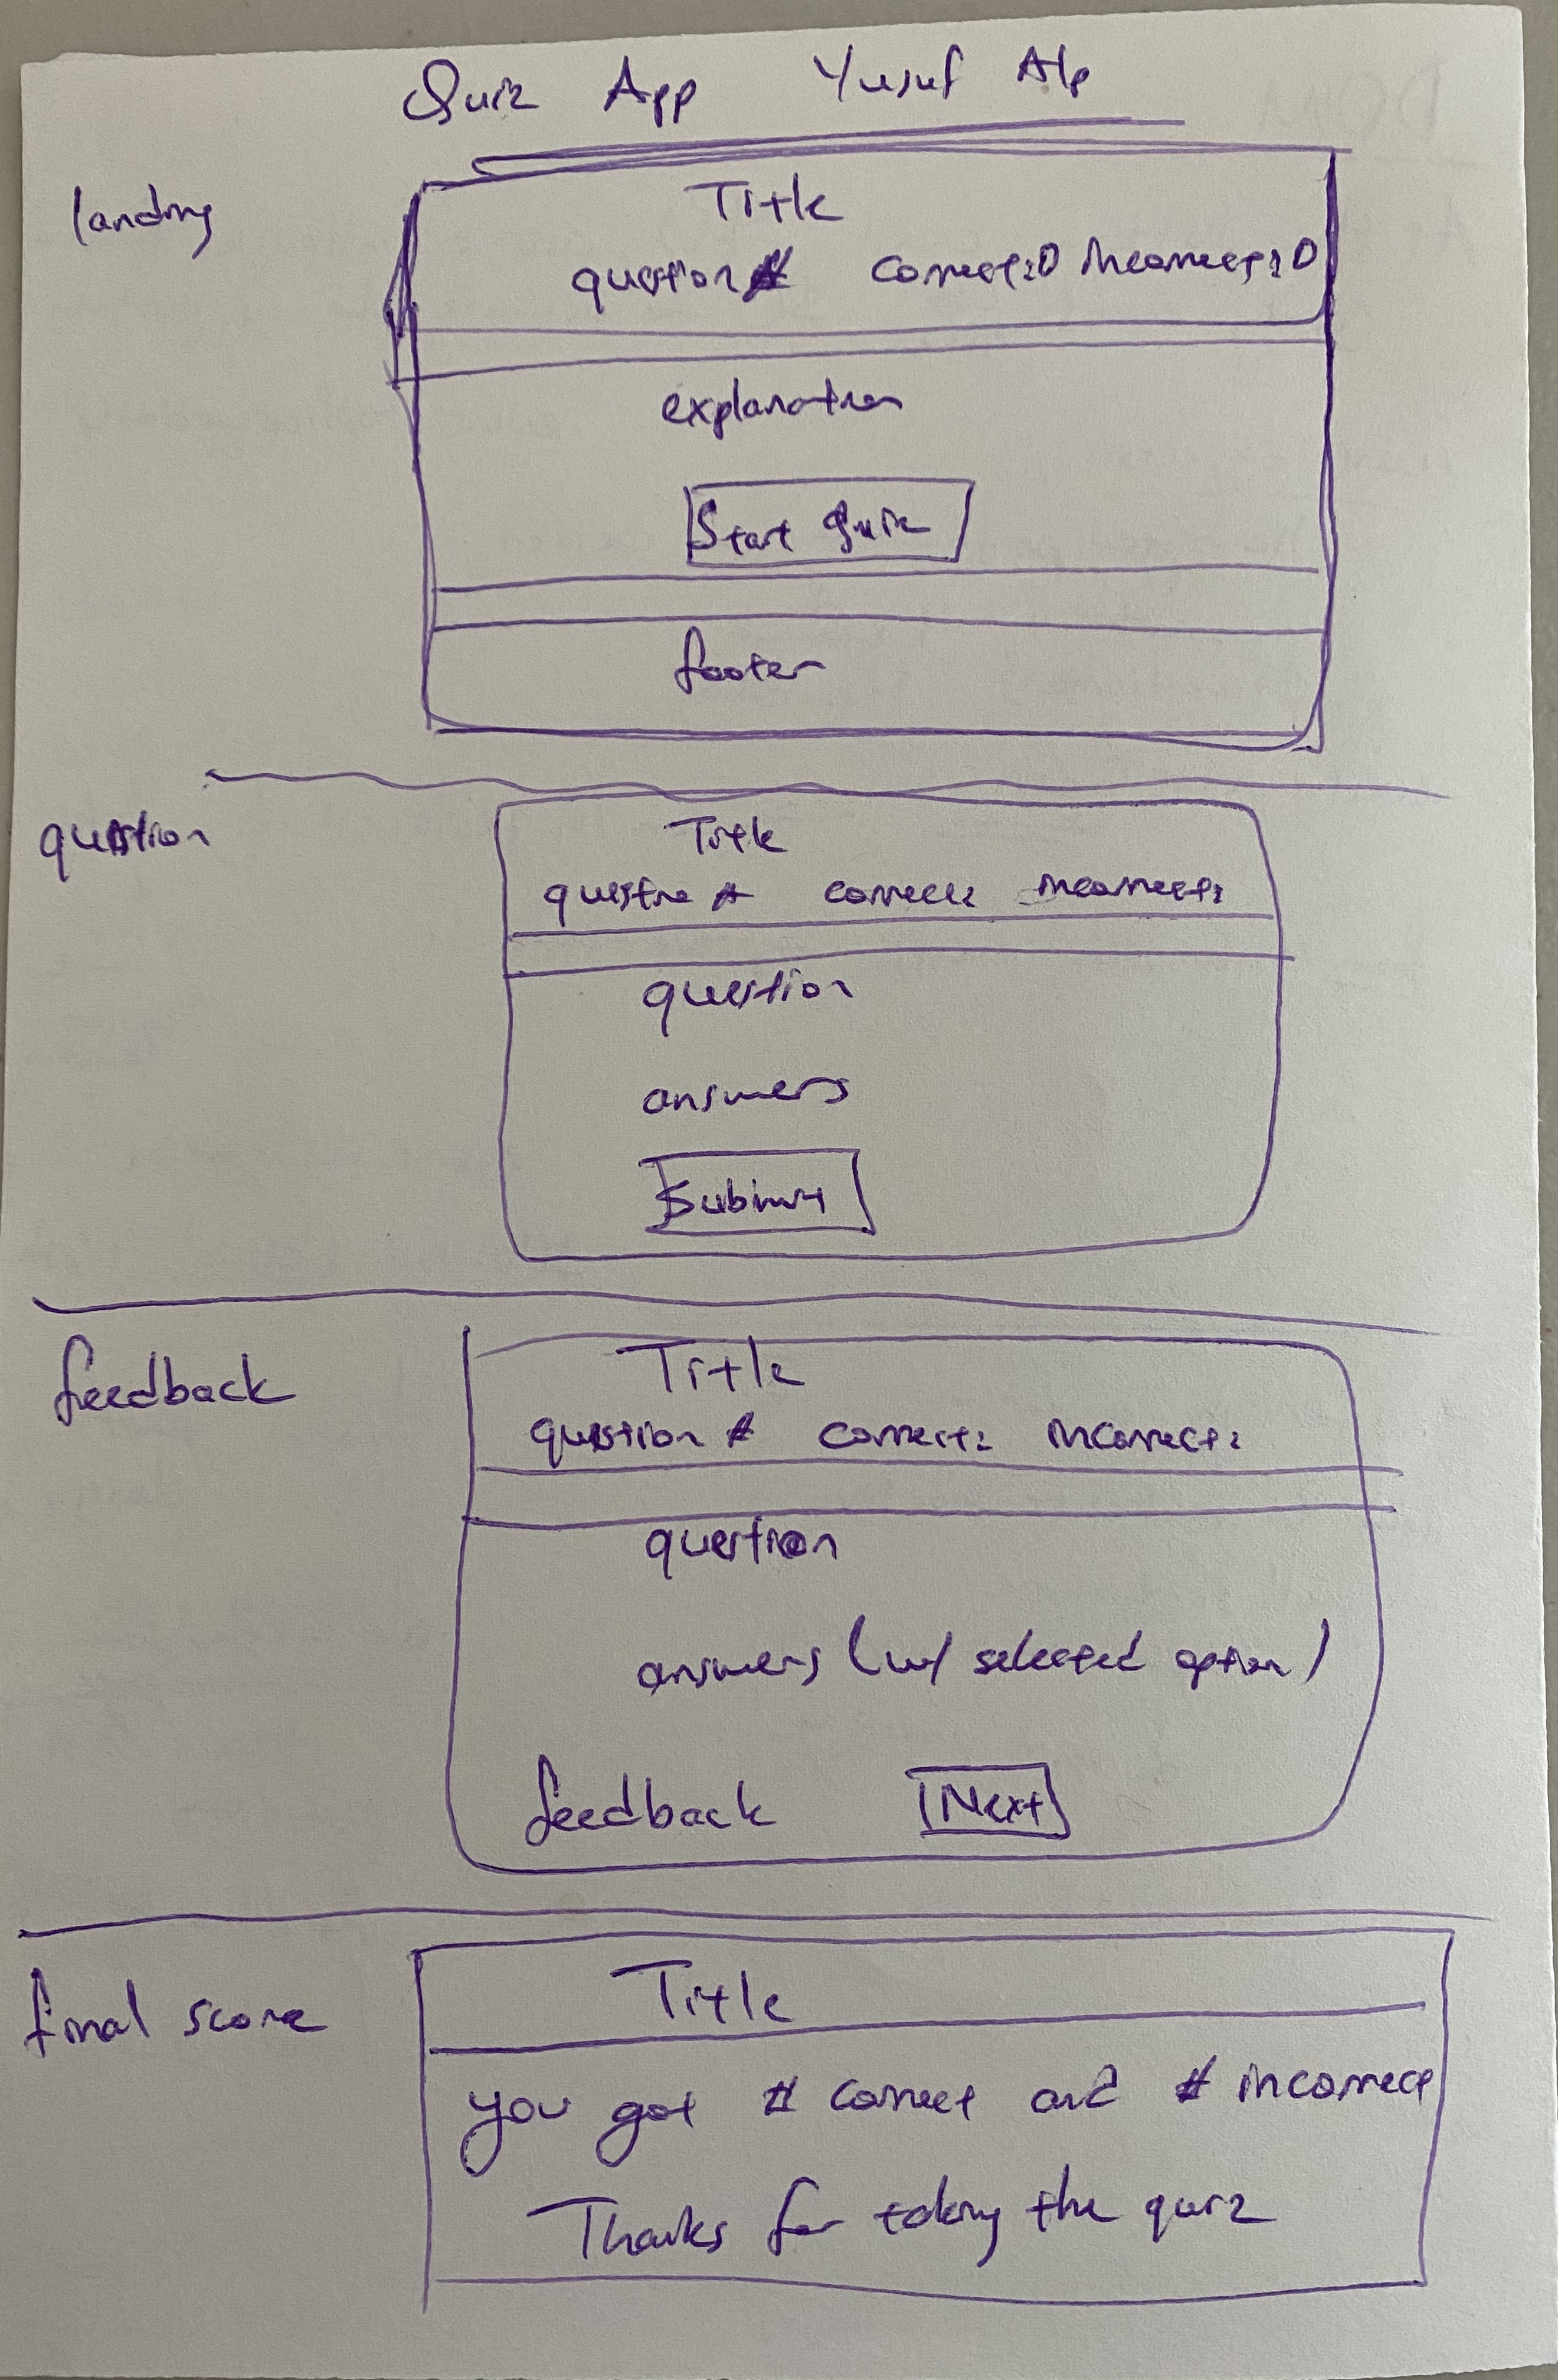 Quiz App Yusuf Alp
landing
Title
question # correct:0 incorrect:0
explanation
Start Quiz
footer
question
Title
question # correct: incorrect:
question
answers
Submit
feedback
Title
question # correct: incorrect:
question
answers (w/ selected option)
feedback Next
final score
Title
you got # correct and # incorrect
Thanks for taking the quiz